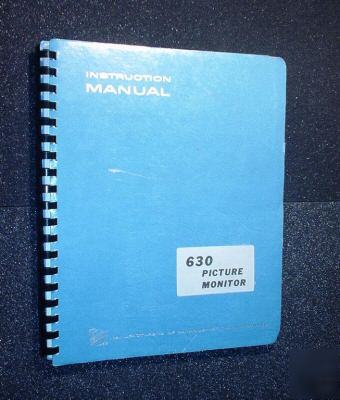 INSTRUCTION
MANUAL
630
PICTURE
MONITOR